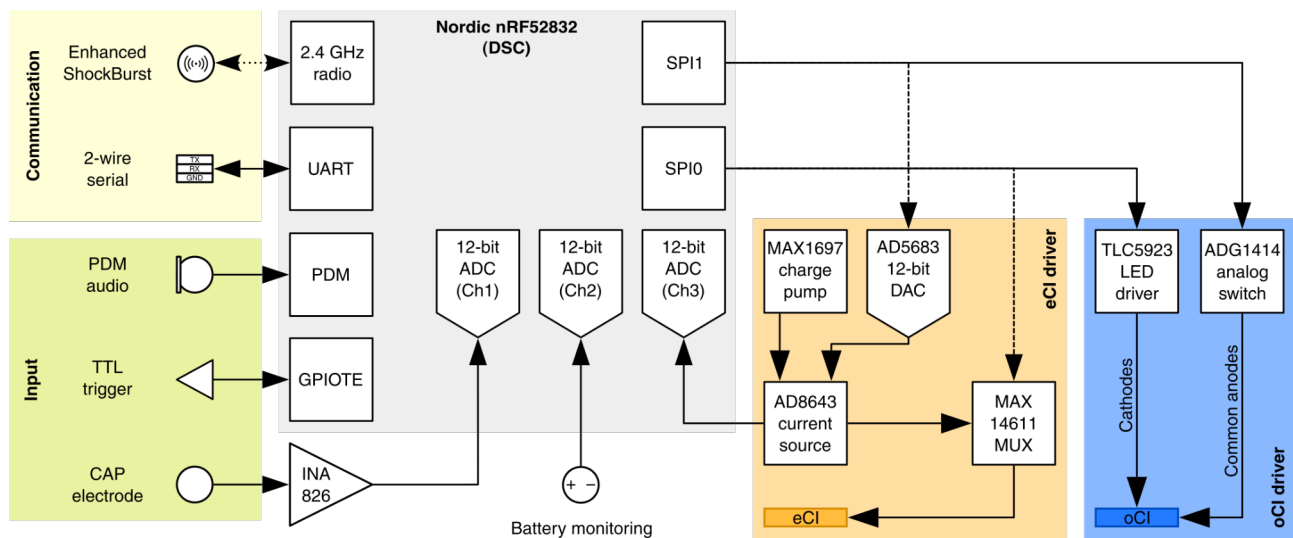 Communication
Enhanced
ShockBurst
2-wire
serial
TX
RX
GND
Input
PDM
audio
TTL
trigger
CAP
electrode
Nordic nRF52832
(DSC)
2.4 GHz
radio
UART
PDM
GPIOTE
INA
826
12-bit
ADC
(Ch1)
12-bit
ADC
(Ch2)
12-bit
ADC
(Ch3)
+ −
Battery monitoring
SPI1
SPI0
eCI driver
MAX1697
charge
pump
AD5683
12-bit
DAC
AD8643
current
source
MAX
14611
MUX
eCI
oCI driver
TLC5923
LED
driver
ADG1414
analog
switch
Cathodes
Common anodes
oCI